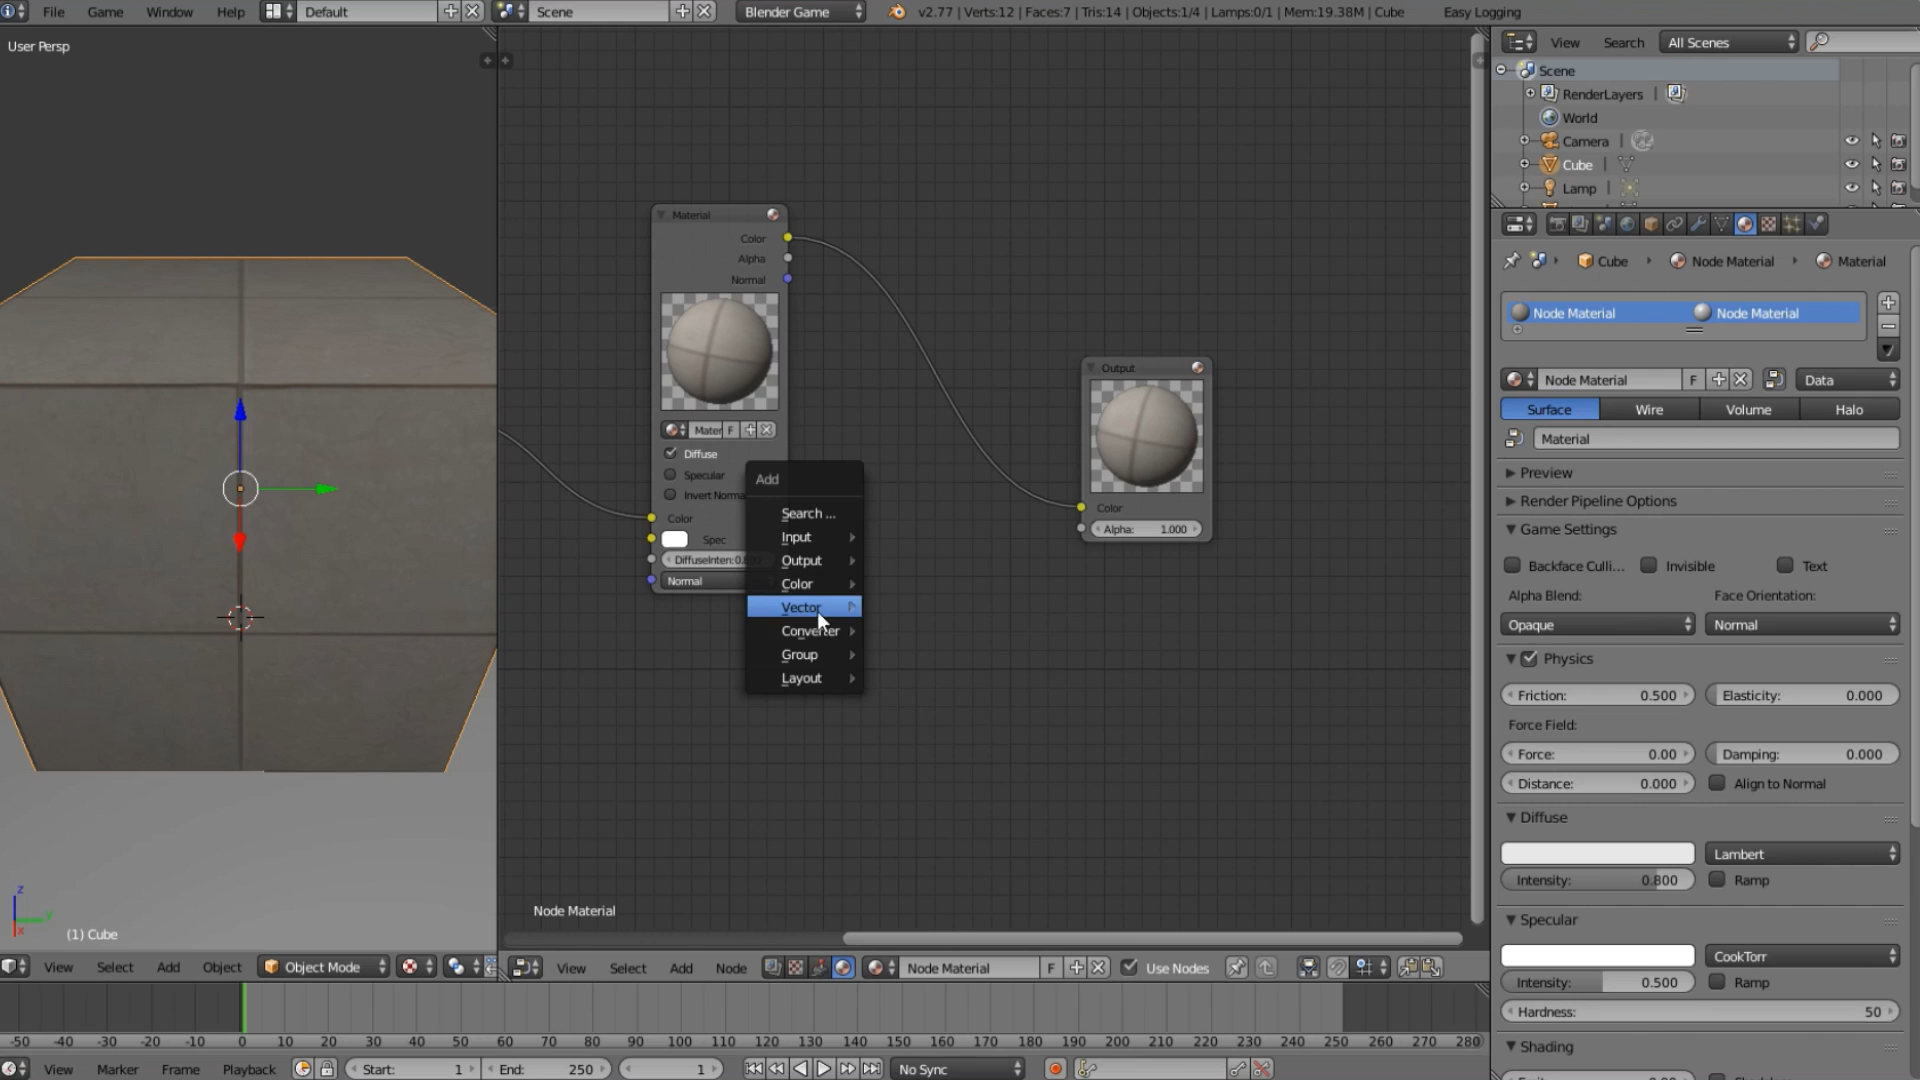 File Game Window Help Default Scene Blender Game v2.77 | Verts:12 | Faces:7 | Tris:14 | Objects:1/4 | Lamps:0/1 | Mem:19.38M | Cube Easy Logging
User Persp
View Search All Scenes
Scene
RenderLayers
World
Camera
Cube
Lamp
Material
Color
Alpha
Normal
Mater F
Diffuse
Specular
Invert Norma
Color
Spec
DiffuseInten:0.
Normal
Add
Search ...
Input
Output
Color
Vector
Converter
Group
Layout
Output
Color
Alpha: 1.000
Node Material
z
y
x
(1) Cube
Cube Node Material Material
Node Material Node Material
Node Material F Data
Surface Wire Volume Halo
Material
Preview
Render Pipeline Options
Game Settings
Backface Culli... Invisible Text
Alpha Blend: Face Orientation:
Opaque Normal
Physics
Friction: 0.500 Elasticity: 0.000
Force Field:
Force: 0.00 Damping: 0.000
Distance: 0.000 Align to Normal
Diffuse
Lambert
Intensity: 0.800 Ramp
Specular
CookTorr
Intensity: 0.500 Ramp
Hardness: 50
Shading
View Select Add Object Object Mode
View Select Add Node Node Material F Use Nodes
-50 -40 -30 -20 -10 0 10 20 30 40 50 60 70 80 90 100 110 120 130 140 150 160 170 180 190 200 210 220 230 240 250 260 270 280
View Marker Frame Playback Start: 1 End: 250 1 No Sync